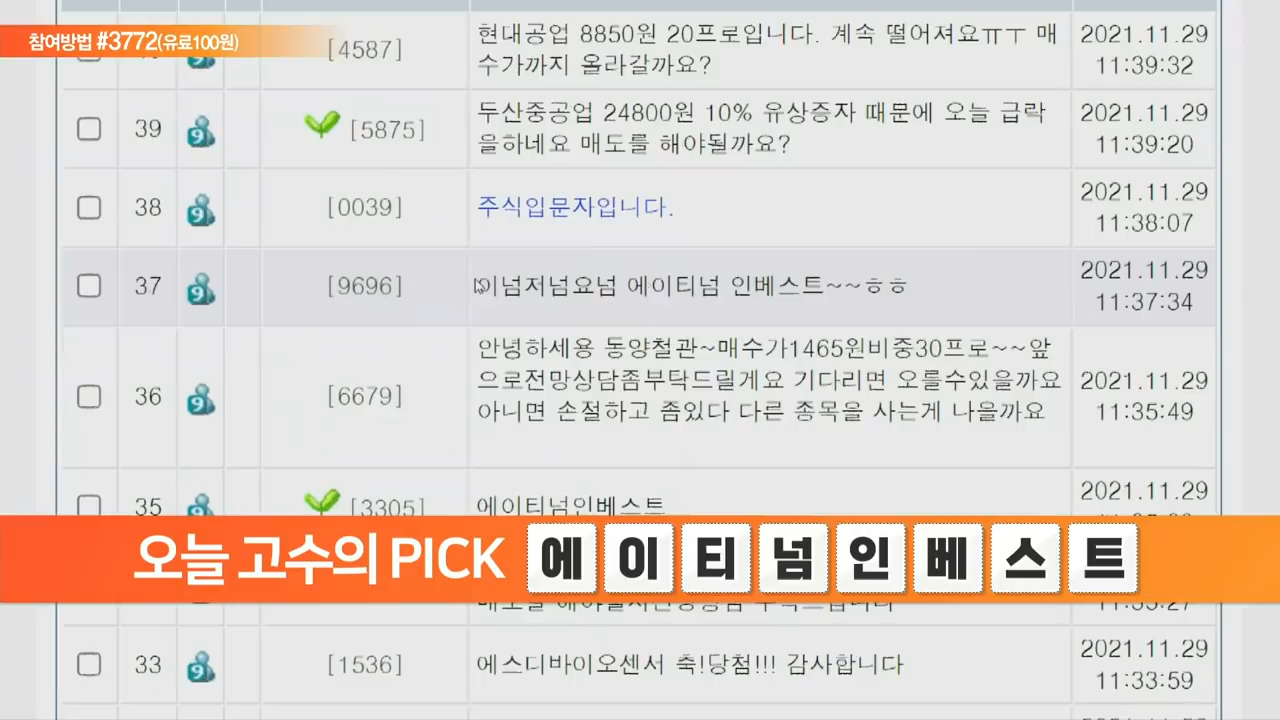 참여방법 #3772(유료100원)
[4587] 현대공업 8850원 20프로입니다. 계속 떨어져요ㅠㅜ 매 2021.11.29
수가까지 올라갈까요? 11:39:32
39 [5875] 두산중공업 24800원 10% 유상증자 때문에 오늘 급락 2021.11.29
을하네요 매도를 해야될까요? 11:39:20
38 [0039] 주식입문자입니다. 2021.11.29
11:38:07
37 [9696] 이넘저넘요넘 에이티넘 인베스트~~ㅎㅎ 2021.11.29
11:37:34
안녕하세용 동양철관~매수가1465원비중30프로~~앞
36 [6679] 으로전망상담좀부탁드릴게요 기다리면 오를수있을까요 2021.11.29
아니면 손절하고 좀있다 다른 종목을 사는게 나을까요 11:35:49
35 [3305] 에이티넘인베스트 2021.11.29
오늘 고수의 PICK 에이티넘인베스트
33 [1536] 에스디바이오센서 축!당첨!!! 감사합니다 2021.11.29
11:33:59